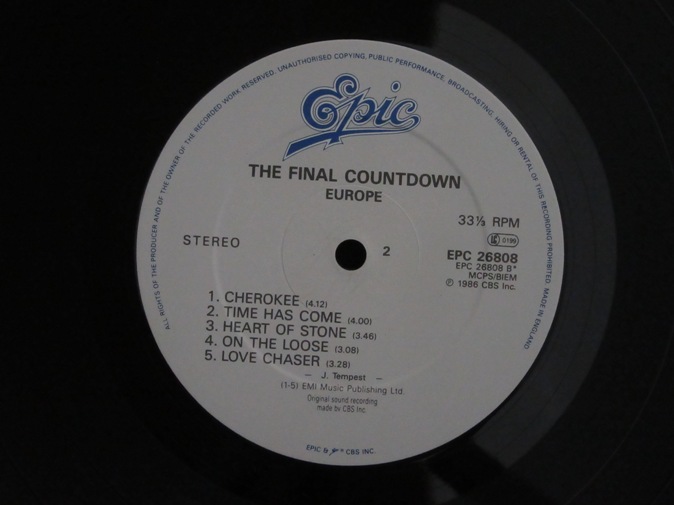 ALL RIGHTS OF THE PRODUCER AND OF THE OWNER OF THE RECORDED WORK RESERVED. UNAUTHORISED COPYING, PUBLIC PERFORMANCE, BROADCASTING, HIRING OR RENTAL OF THIS RECORDING PROHIBITED. MADE IN ENGLAND.
Epic
THE FINAL COUNTDOWN
EUROPE
33⅓ RPM
STEREO
2
0199
EPC 26808
EPC 26808 B*
MCPS/BIEM
℗ 1986 CBS Inc.
1. CHEROKEE (4.12)
2. TIME HAS COME (4.00)
3. HEART OF STONE (3.46)
4. ON THE LOOSE (3.08)
5. LOVE CHASER (3.28)
– J. Tempest –
(1-5) EMI Music Publishing Ltd.
Original sound recording
made by CBS Inc.
EPIC & CBS INC.